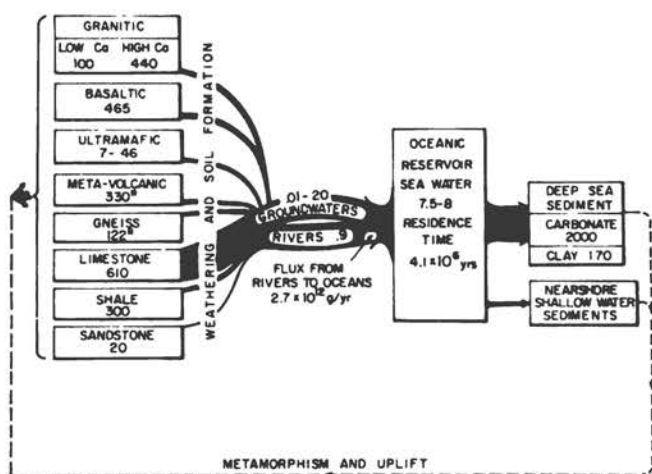 GRANITIC
LOW Ca HIGH Ca
100 440
BASALTIC
465
ULTRAMAFIC
7-46
META-VOLCANIC
330ª
GNEISS
122ª
LIMESTONE
610
SHALE
300
SANDSTONE
20
WEATHERING AND SOIL FORMATION
.01-20
GROUNDWATERS
RIVERS .9
FLUX FROM
RIVERS TO OCEANS
2.7 x 10¹² g/yr
OCEANIC
RESERVOIR
SEA WATER
7.5-8
RESIDENCE
TIME
4.1 x 10⁶ yrs
DEEP SEA
SEDIMENT
CARBONATE
2000
CLAY 170
NEARSHORE
SHALLOW WATER
SEDIMENTS
METAMORPHISM AND UPLIFT